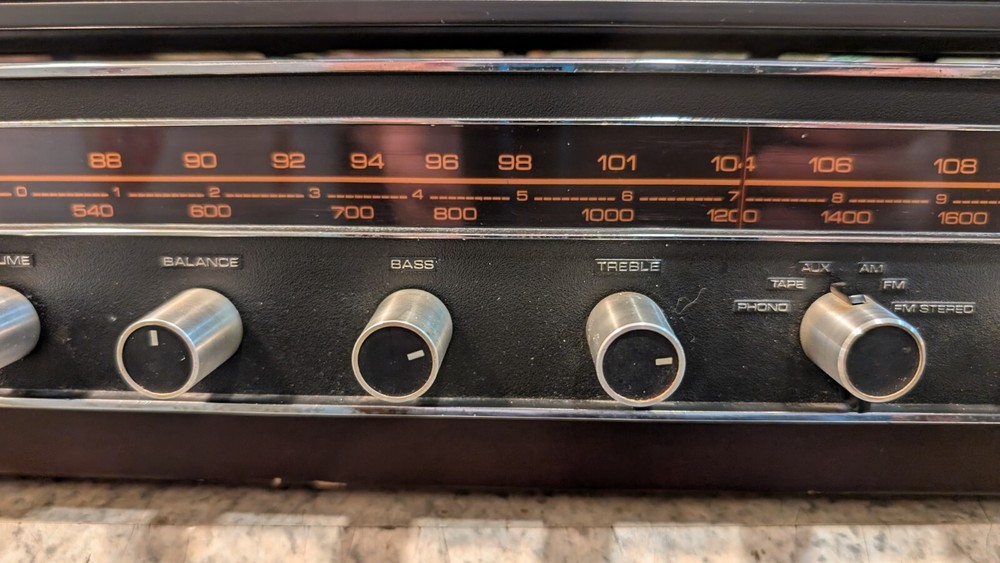 88 90 92 94 96 98 101 104 106 108
0 1 2 3 4 5 6 7 8 9
540 600 700 800 1000 1200 1400 1600
UME BALANCE BASS TREBLE
AUX AM
TAPE FM
PHONO FM STEREO